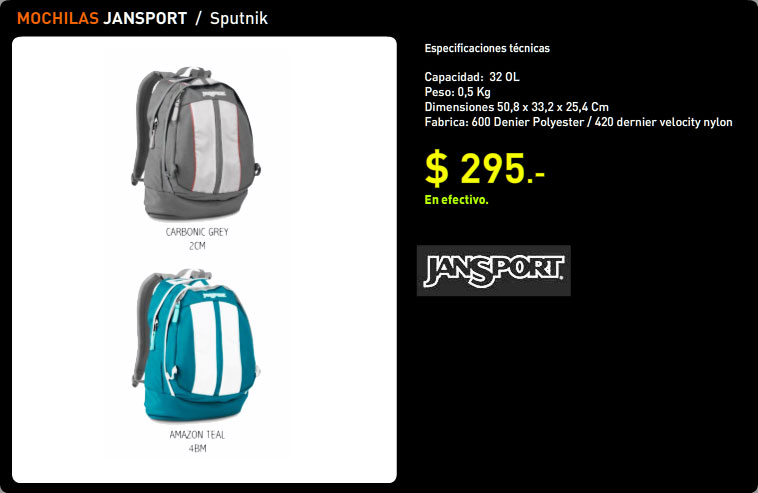 MOCHILAS JANSPORT / Sputnik
Especificaciones técnicas
Capacidad: 32 OL
Peso: 0,5 Kg
Dimensiones 50,8 x 33,2 x 25,4 Cm
Fabrica: 600 Denier Polyester / 420 dernier velocity nylon
$ 295.-
En efectivo.
JANSPORT®
JANSPORT
CARBONIC GREY
2CM
JANSPORT
AMAZON TEAL
4BM